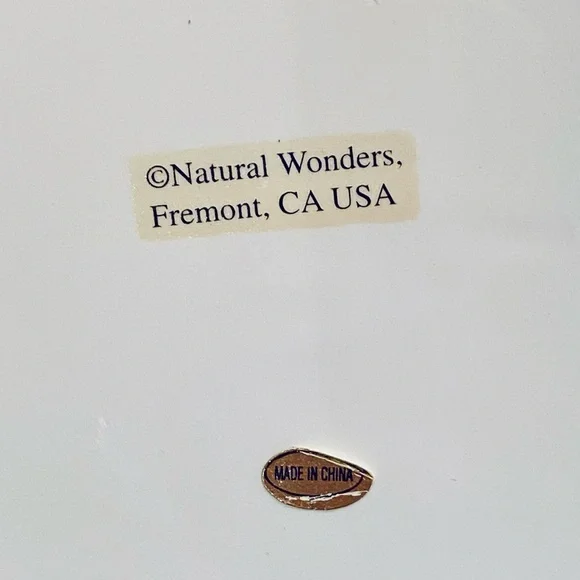 ©Natural Wonders,
Fremont, CA USA
MADE IN CHINA